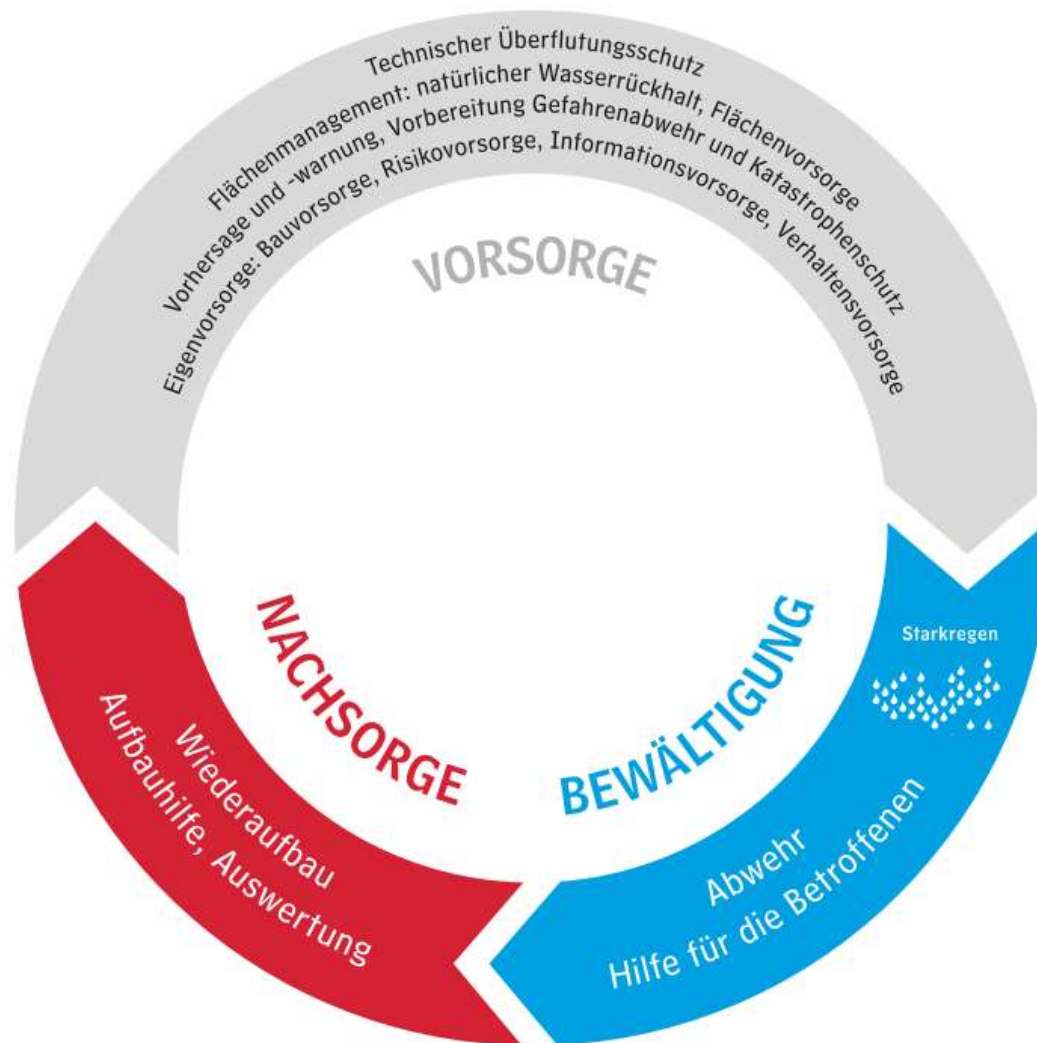 Technischer Überflutungsschutz
Flächenmanagement: natürlicher Wasserrückhalt, Flächenvorsorge
Vorhersage und -warnung, Vorbereitung Gefahrenabwehr und Katastrophenschutz
Eigenvorsorge: Bauvorsorge, Risikovorsorge, Informationsvorsorge, Verhaltensvorsorge
VORSORGE
Starkregen
BEWÄLTIGUNG
Abwehr
Hilfe für die Betroffenen
NACHSORGE
Wiederaufbau
Aufbauhilfe, Auswertung